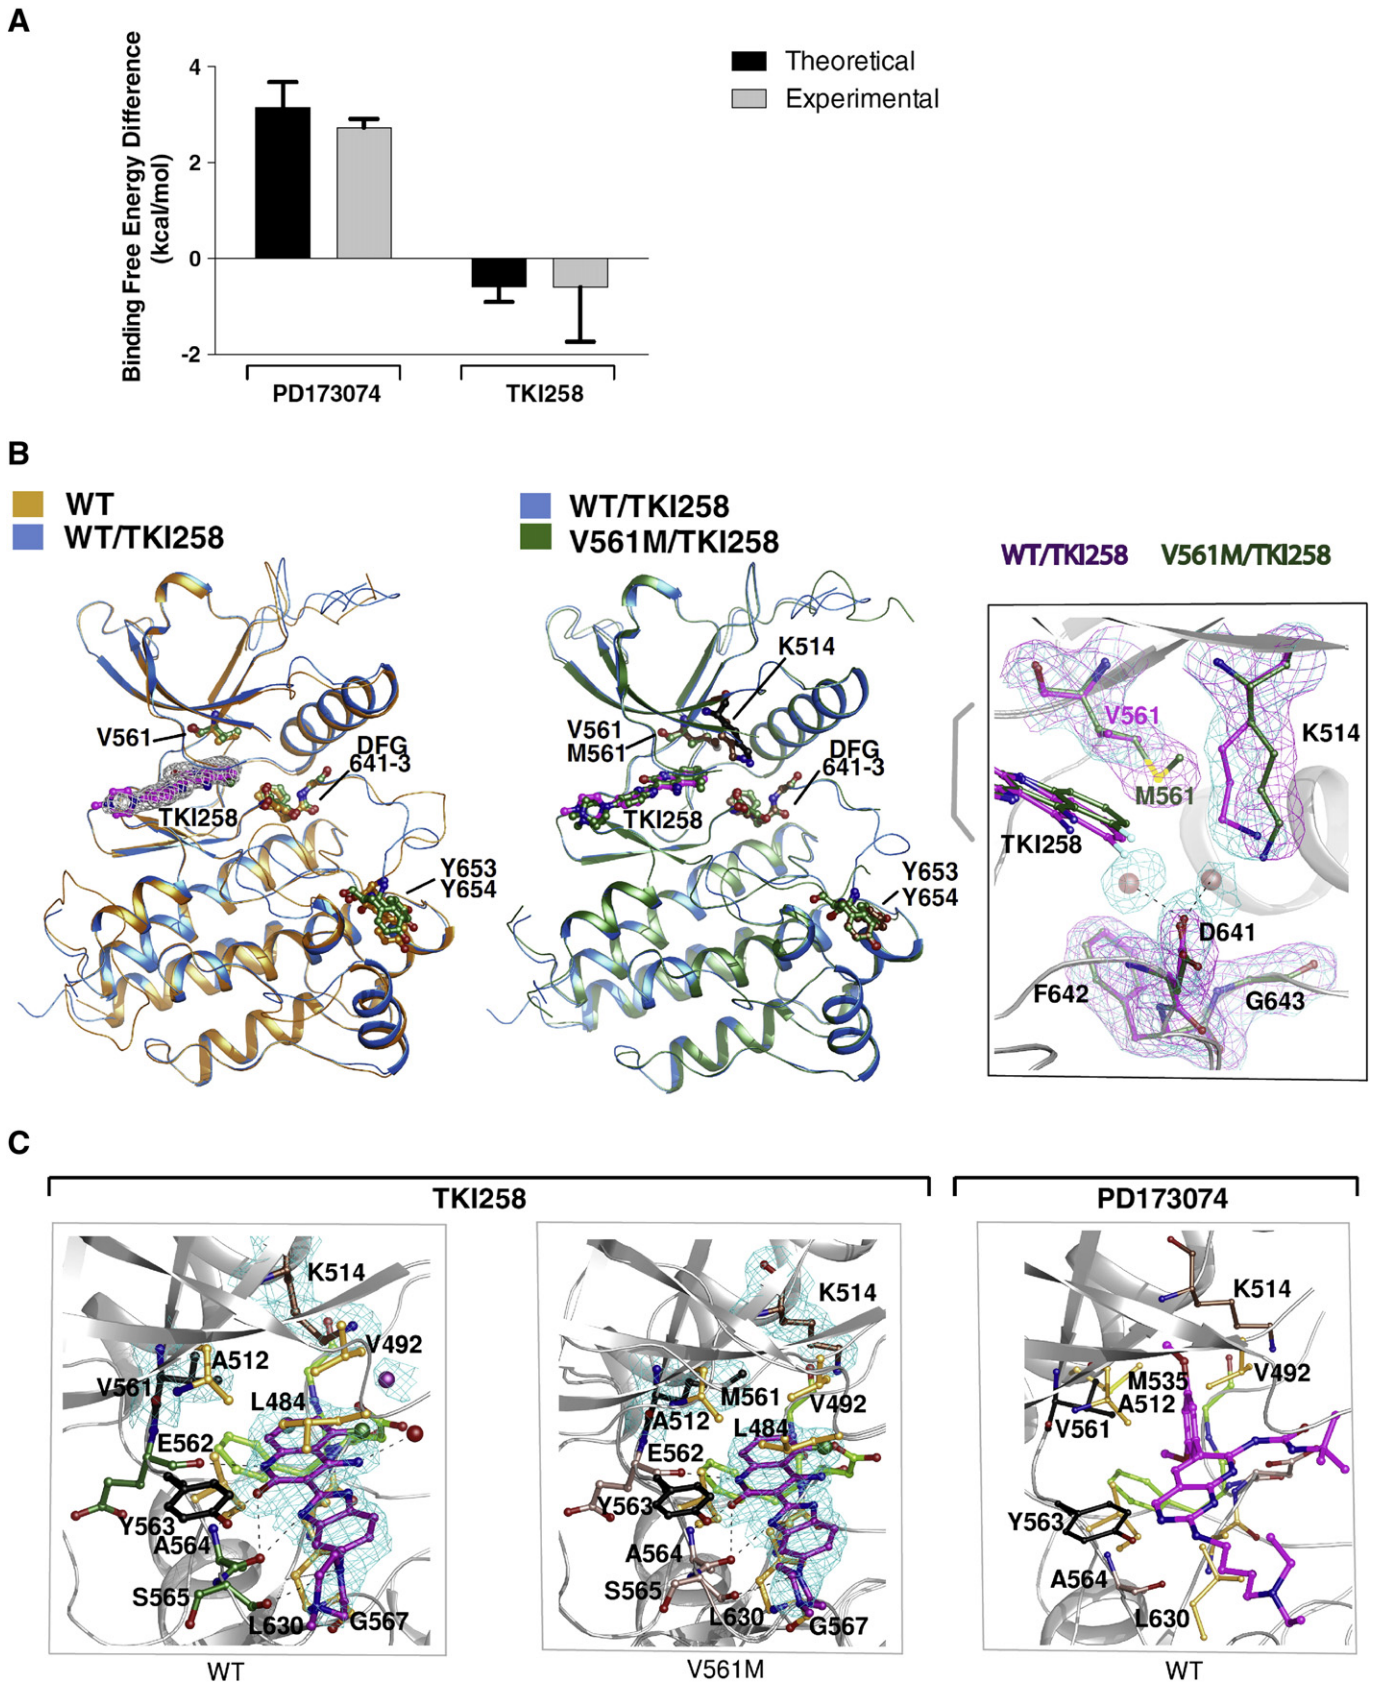 A
Binding Free Energy Difference
(kcal/mol)
4
2
0
-2
Theoretical
Experimental
PD173074
TKI258
B
WT
WT/TKI258
V561
TKI258
DFG
641-3
Y653
Y654
WT/TKI258
V561M/TKI258
K514
V561
M561
DFG
641-3
TKI258
Y653
Y654
WT/TKI258 V561M/TKI258
V561
K514
M561
TKI258
D641
F642
G643
C
TKI258
PD173074
K514
V492
A512
V561
L484
E562
Y563
A564
S565
L630
G567
WT
K514
M561
V492
A512
L484
E562
Y563
A564
S565
L630
G567
V561M
K514
M535
V492
A512
V561
Y563
A564
L630
WT